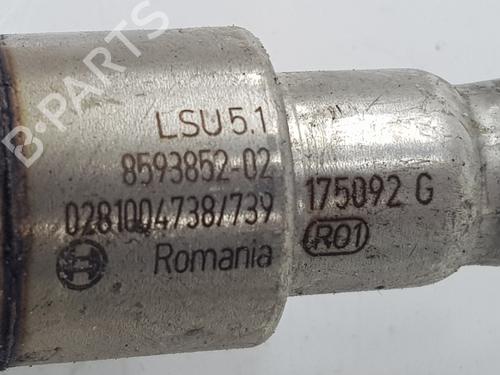 LSU 5.1
8593852-02
0281004738/739
Romania
175092 G
R01
B-PARTS